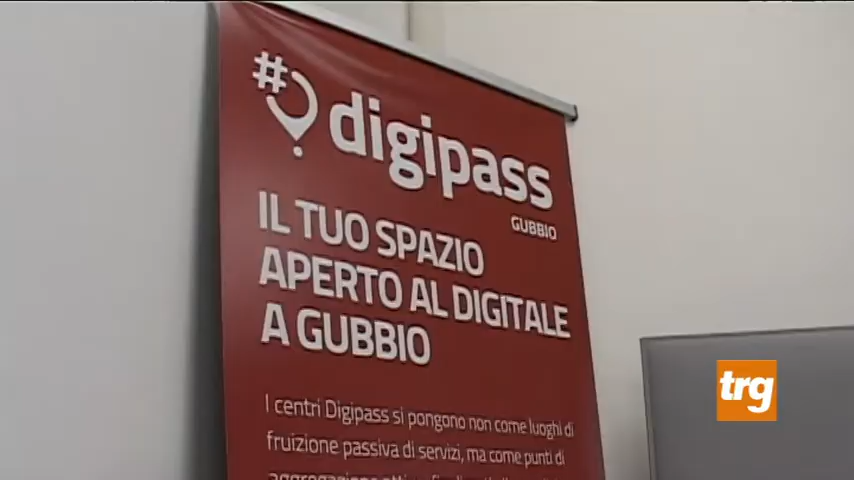 #
digipass
GUBBIO
IL TUO SPAZIO
APERTO AL DIGITALE
A GUBBIO
I centri Digipass si pongono non come luoghi di
fruizione passiva di servizi, ma come punti di
trg